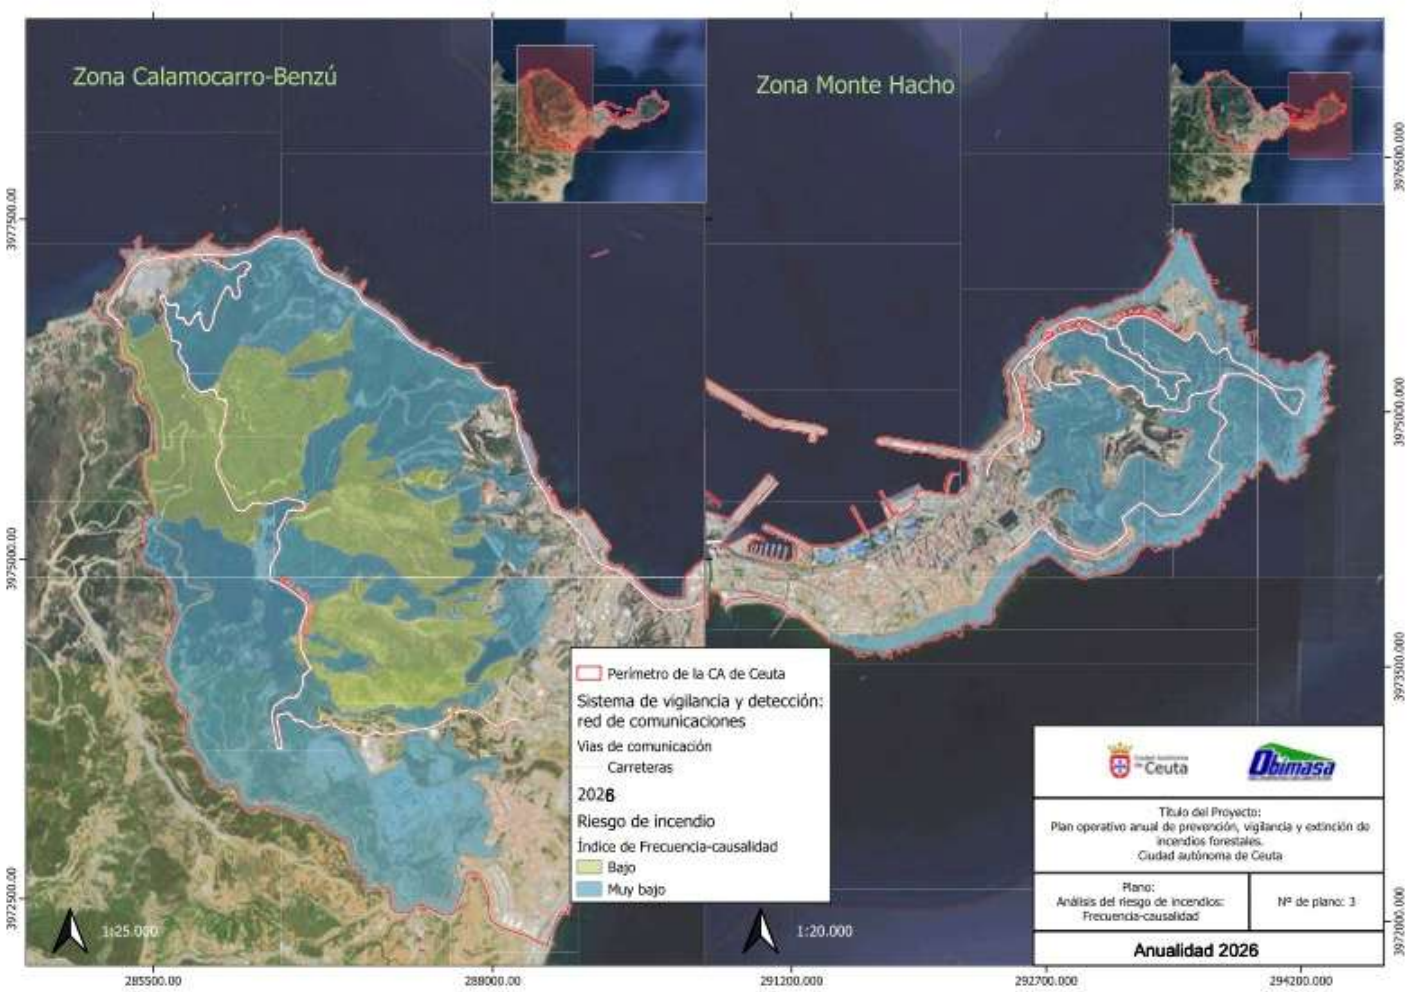 Zona Calamocarro-Benzú
Zona Monte Hacho
3977500.00
3975000.00
3972500.00
3976500.000
3975000.000
3973500.000
3972000.000
Perímetro de la CA de Ceuta
Sistema de vigilancia y detección:
red de comunicaciones
Vías de comunicación
Carreteras
2026
Riesgo de incendio
Índice de Frecuencia-causalidad
Bajo
Muy bajo
1:25.000
1:20.000
Ciudad Autónoma
de Ceuta
Obimasa
Título del Proyecto:
Plan operativo anual de prevención, vigilancia y extinción de
incendios forestales.
Ciudad autónoma de Ceuta
Plano:
Análisis del riesgo de incendios:
Frecuencia-causalidad
Nº de plano: 3
Anualidad 2026
285500.00
288000.00
291200.000
292700.000
294200.000